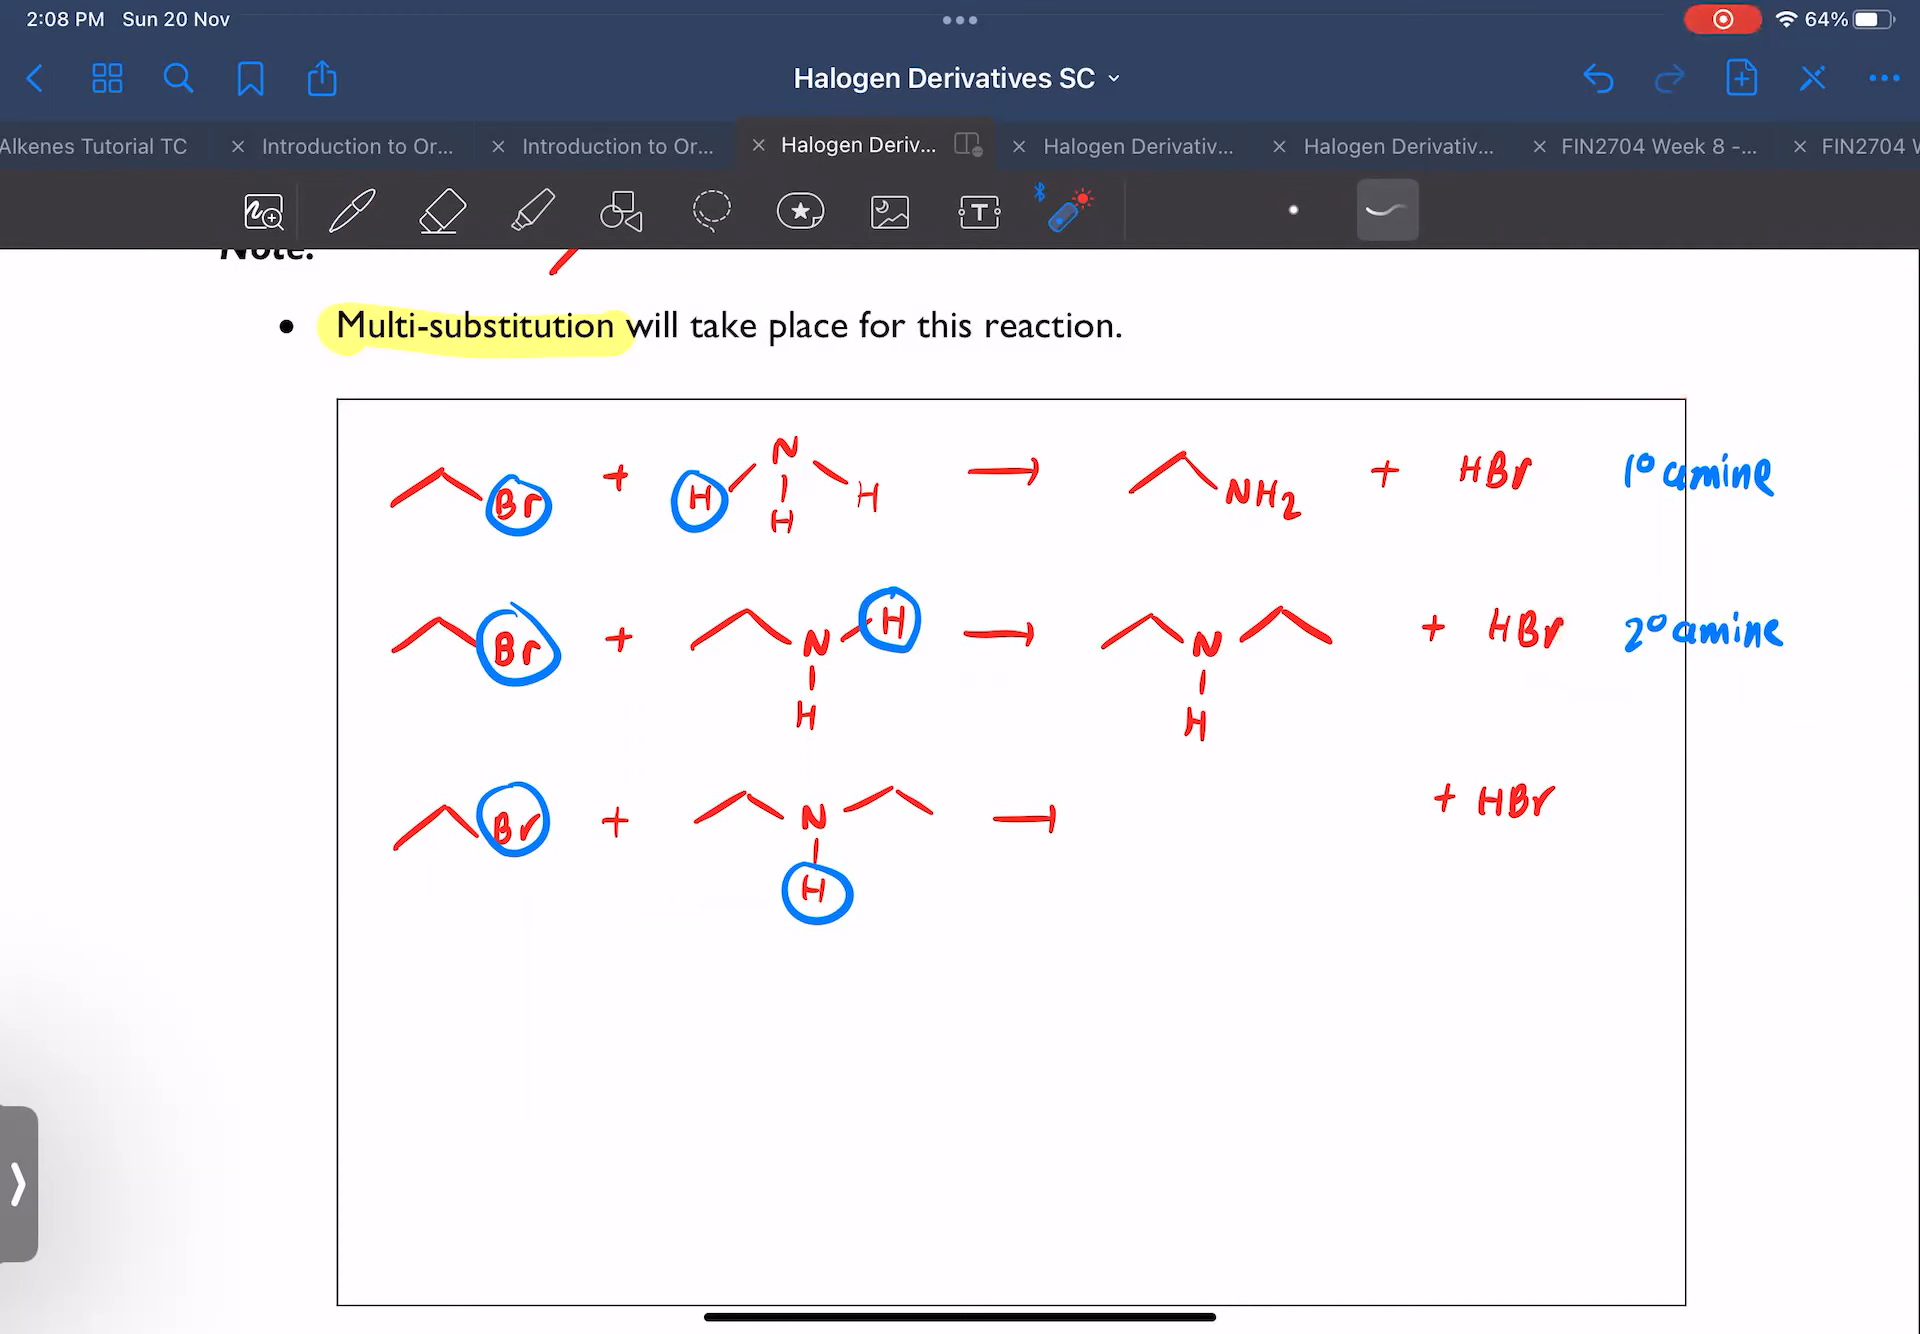 2:08 PM Sun 20 Nov
64%
Halogen Derivatives SC
Alkenes Tutorial TC
Introduction to Or...
Introduction to Or...
Halogen Deriv...
Halogen Derivativ...
Halogen Derivativ...
FIN2704 Week 8 -...
FIN2704
T
Note:
• Multi-substitution will take place for this reaction.
Br + H N H H → NH2 + HBr 1° amine
Br + N H H → N H + HBr 2° amine
Br + N H → + HBr